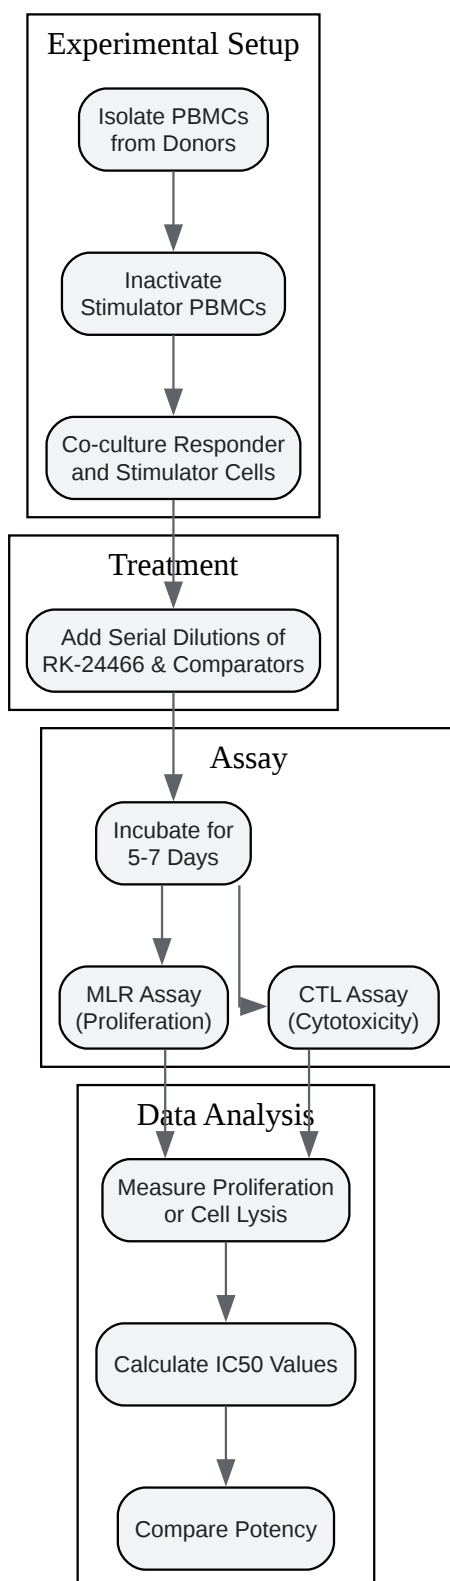 Experimental Setup
Isolate PBMCs
from Donors
Inactivate
Stimulator PBMCs
Co-culture Responder
and Stimulator Cells
Treatment
Add Serial Dilutions of
RK-24466 & Comparators
Assay
Incubate for
5-7 Days
MLR Assay
(Proliferation)
CTL Assay
(Cytotoxicity)
Data Analysis
Measure Proliferation
or Cell Lysis
Calculate IC50 Values
Compare Potency